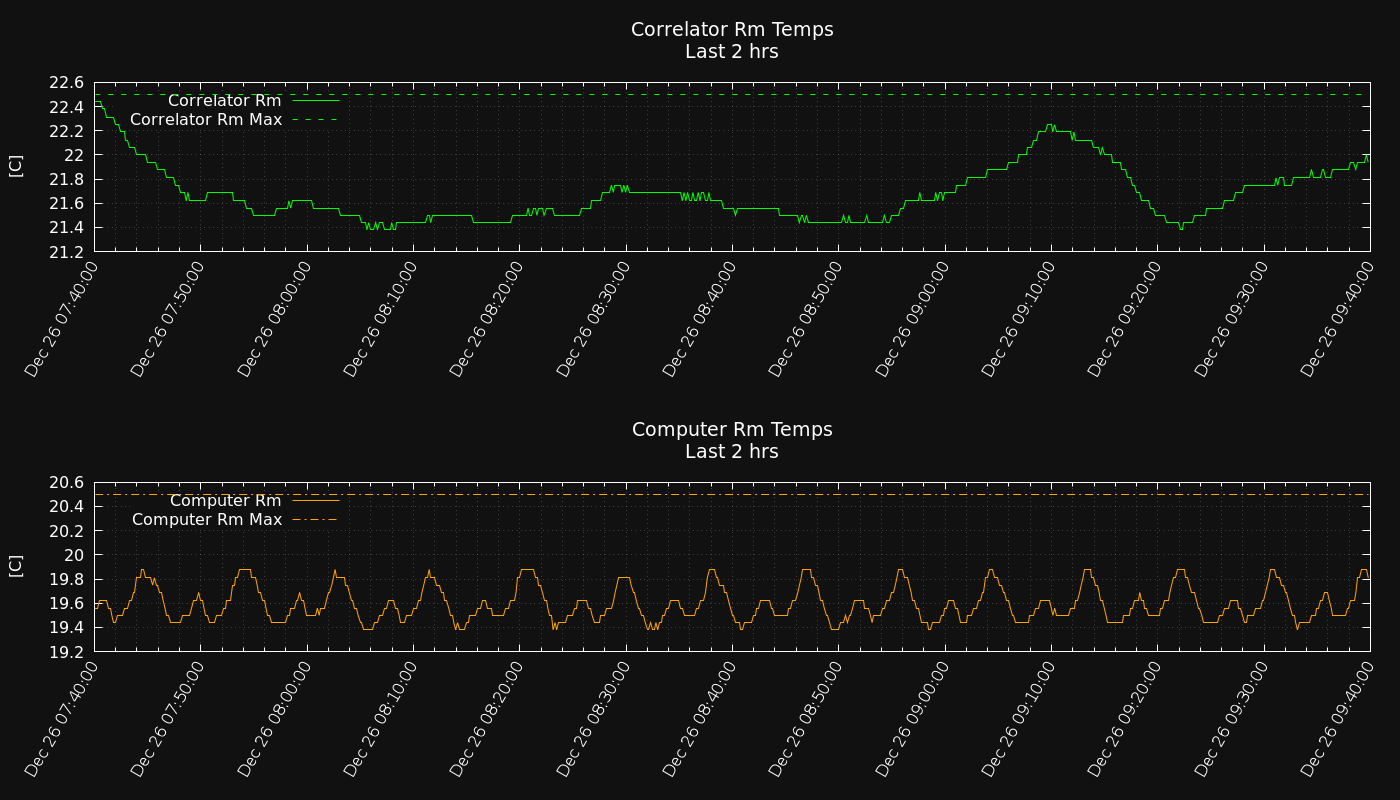 Correlator Rm Temps
Last 2 hrs
22.6
22.4
22.2
22
21.8
21.6
21.4
21.2
[C]
Correlator Rm
Correlator Rm Max
Dec 26 07:40:00
Dec 26 07:50:00
Dec 26 08:00:00
Dec 26 08:10:00
Dec 26 08:20:00
Dec 26 08:30:00
Dec 26 08:40:00
Dec 26 08:50:00
Dec 26 09:00:00
Dec 26 09:10:00
Dec 26 09:20:00
Dec 26 09:30:00
Dec 26 09:40:00
Computer Rm Temps
Last 2 hrs
20.6
20.4
20.2
20
19.8
19.6
19.4
19.2
[C]
Computer Rm
Computer Rm Max
Dec 26 07:40:00
Dec 26 07:50:00
Dec 26 08:00:00
Dec 26 08:10:00
Dec 26 08:20:00
Dec 26 08:30:00
Dec 26 08:40:00
Dec 26 08:50:00
Dec 26 09:00:00
Dec 26 09:10:00
Dec 26 09:20:00
Dec 26 09:30:00
Dec 26 09:40:00